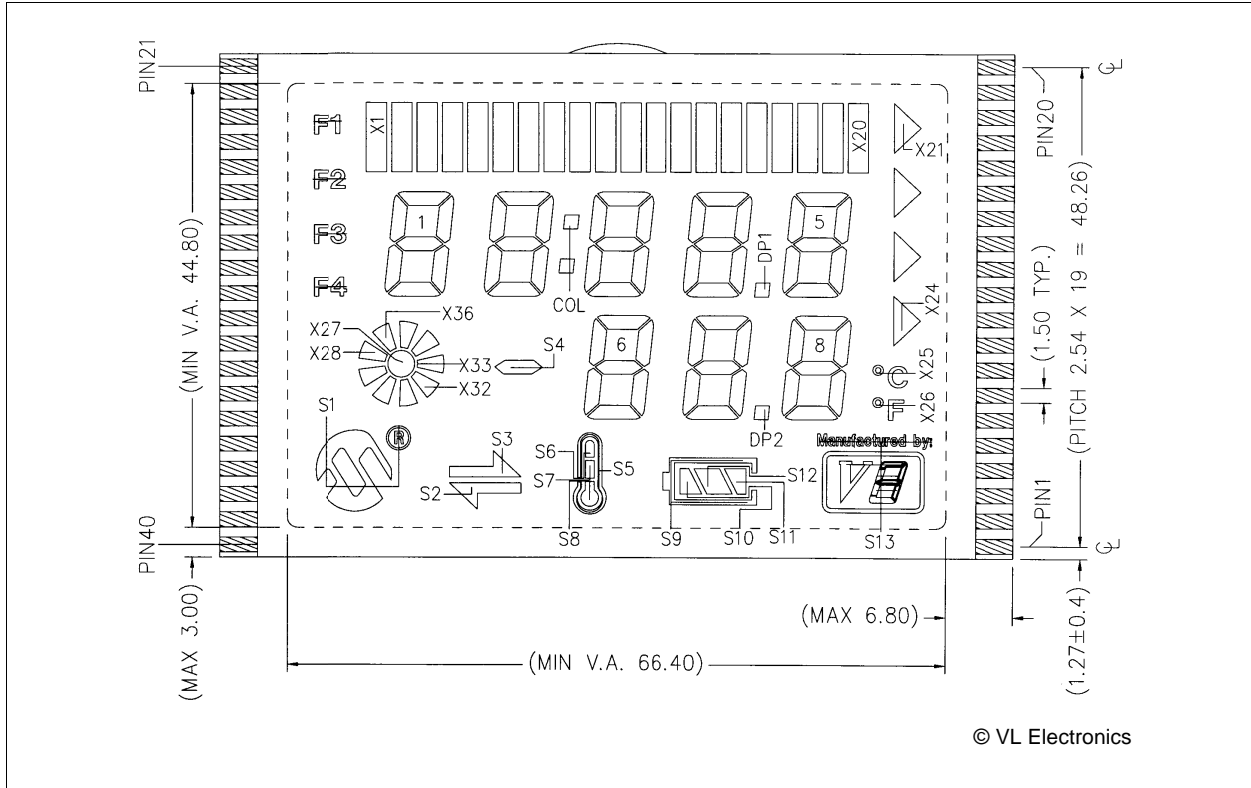 PIN21
PIN20
F1
F2
F3
F4
X1
X20
X21
1
5
COL
DP1
X24
X36
X27
X28
X33
X32
S4
6
8
C
X25
F
X26
DP2
S1
®
S3
S2
S6
S7
S5
S8
S12
S9
S10
S11
Manufactured by:
S13
PIN40
PIN1
(MIN V.A. 44.80)
(MAX 3.00)
(1.50 TYP.)
(PITCH 2.54 X 19 = 48.26)
(1.27±0.4)
(MAX 6.80)
(MIN V.A. 66.40)
© VL Electronics